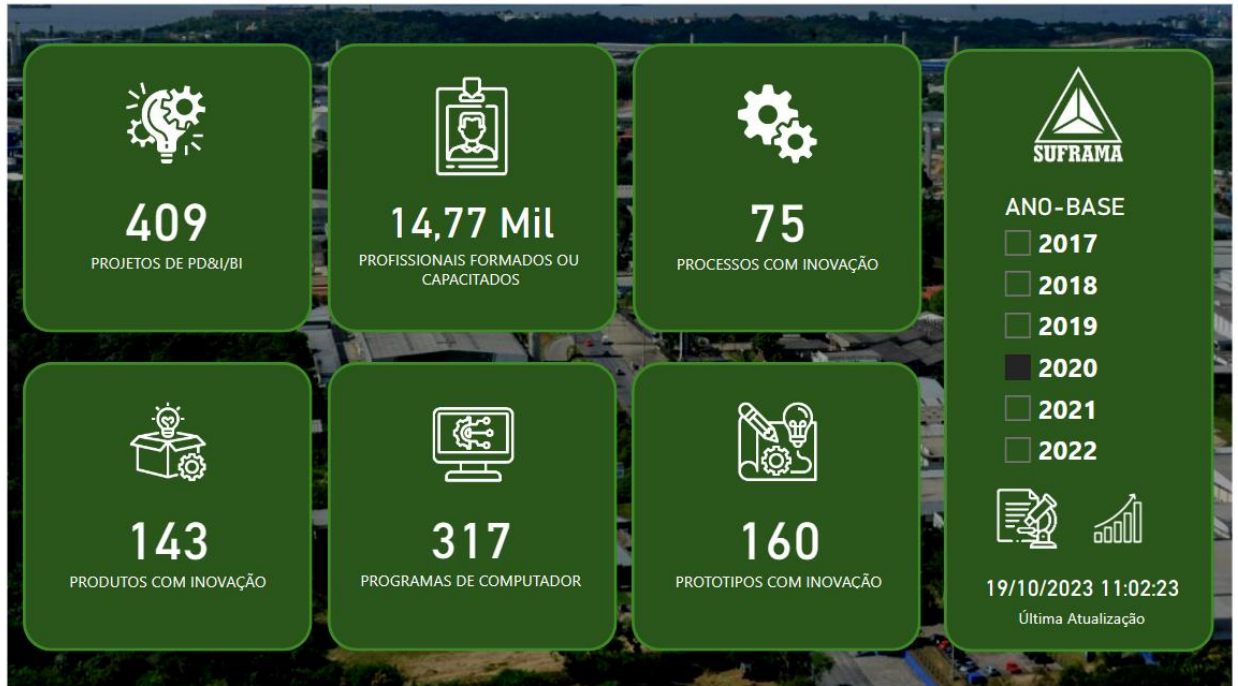 409
PROJETOS DE PD&I/BI
14,77 Mil
PROFISSIONAIS FORMADOS OU
CAPACITADOS
75
PROCESSOS COM INOVAÇÃO
143
PRODUTOS COM INOVAÇÃO
317
PROGRAMAS DE COMPUTADOR
160
PROTOTIPOS COM INOVAÇÃO
SUFRAMA
ANO-BASE
2017
2018
2019
2020
2021
2022
19/10/2023 11:02:23
Última Atualização